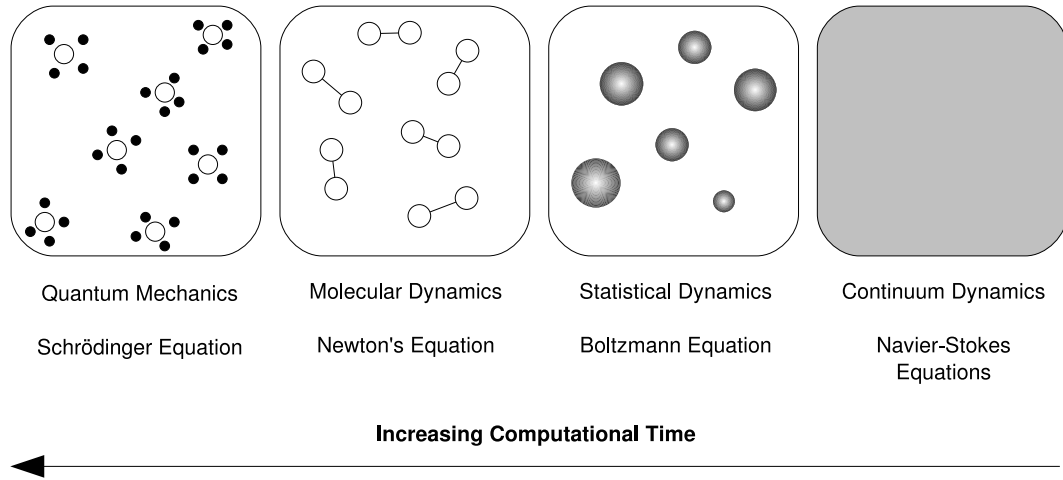 Quantum Mechanics
Molecular Dynamics
Statistical Dynamics
Continuum Dynamics
Schrödinger Equation
Newton's Equation
Boltzmann Equation
Navier-Stokes
Equations
Increasing Computational Time